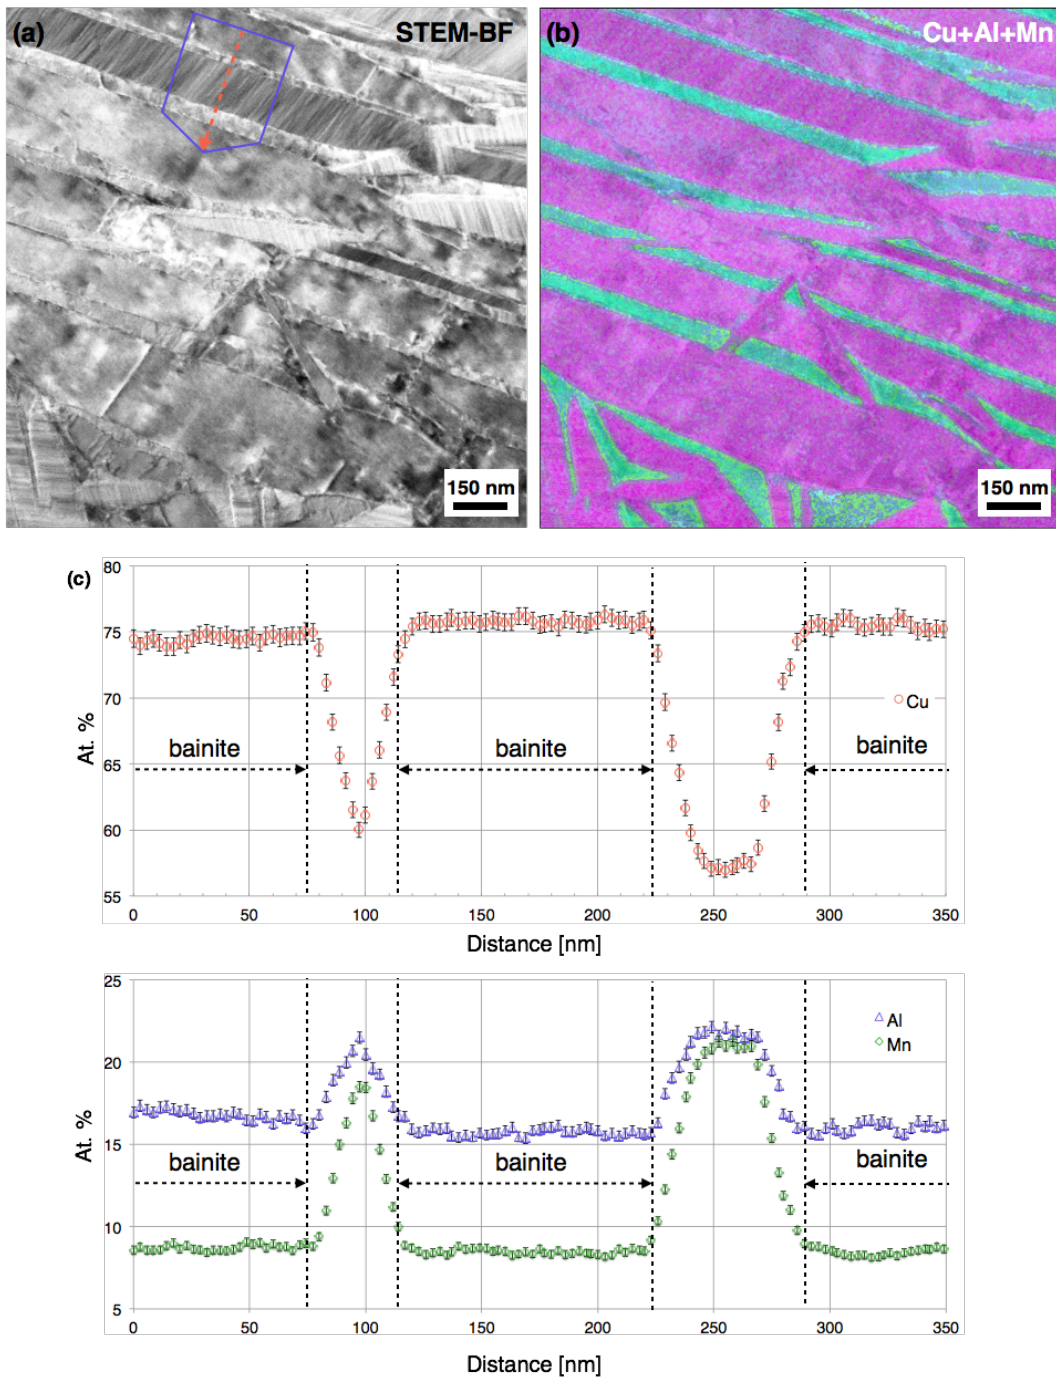 (a) STEM-BF
150 nm
(b) Cu+Al+Mn
150 nm
(c)
80
75
70
65
60
55
At. %
Cu
bainite
bainite
bainite
0 50 100 150 200 250 300 350
Distance [nm]
25
20
15
10
5
At. %
Al
Mn
bainite
bainite
bainite
0 50 100 150 200 250 300 350
Distance [nm]